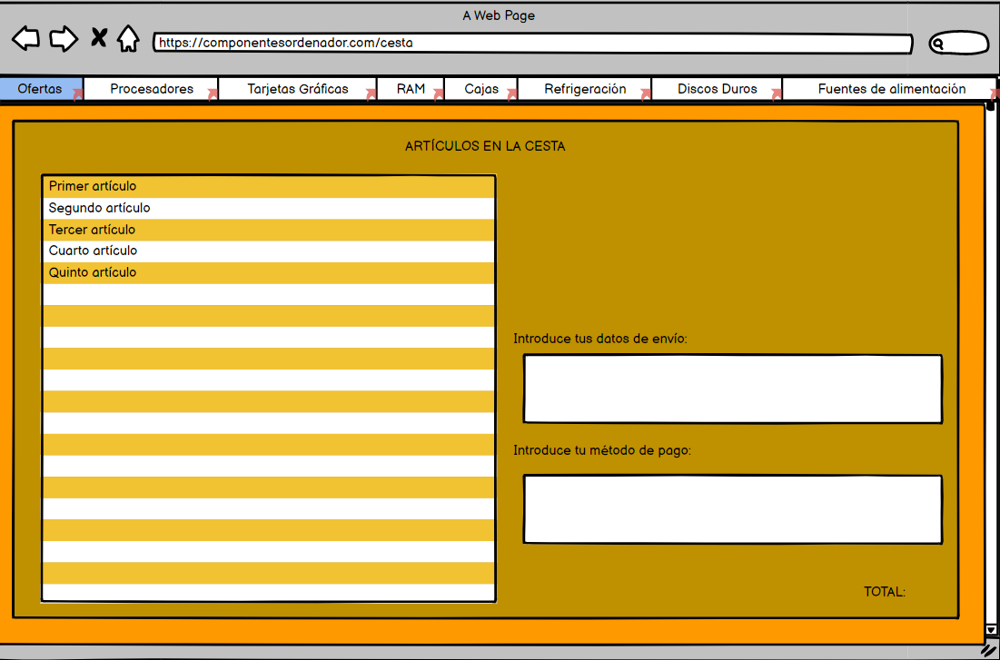 A Web Page
https://componentesordenador.com/cesta
Ofertas Procesadores Tarjetas Gráficas RAM Cajas Refrigeración Discos Duros Fuentes de alimentación
ARTÍCULOS EN LA CESTA
Primer artículo
Segundo artículo
Tercer artículo
Cuarto artículo
Quinto artículo
Introduce tus datos de envío:
Introduce tu método de pago:
TOTAL: